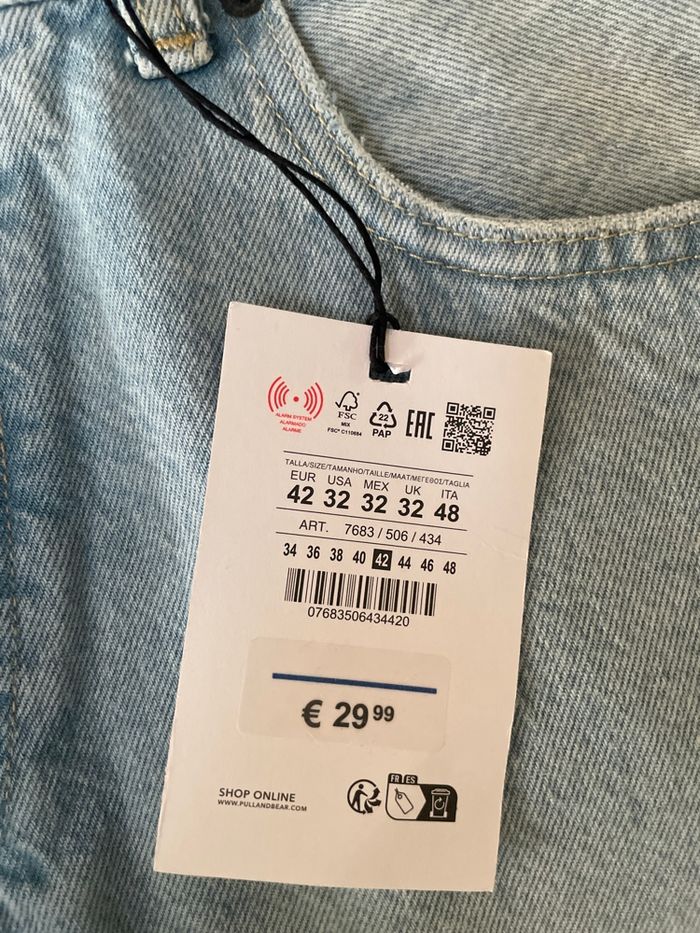 ALARM SYSTEM
ALARMADO
ALARME
FSC
MIX
FSC® C110684
22
PAP
EAC
TALLA/SIZE/TAMANHO/TAILLE/MAAT/ΜΕΓΕΘΟΣ/TAGLIA
EUR USA MEX UK ITA
42 32 32 32 48
ART. 7683 / 506 / 434
34 36 38 40 42 44 46 48
07683506434420
€ 29 99
FR ES
SHOP ONLINE
WWW.PULLANDBEAR.COM